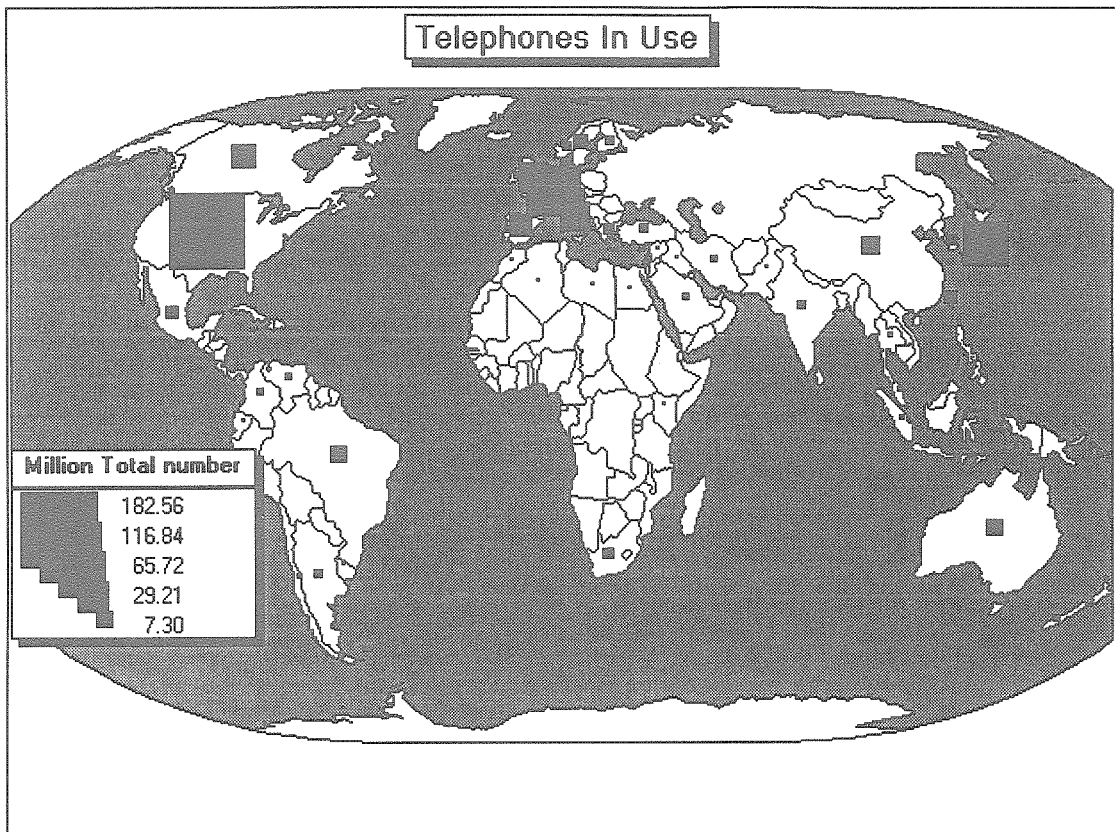 Telephones In Use
Million Total number
182.56
116.84
65.72
29.21
7.30